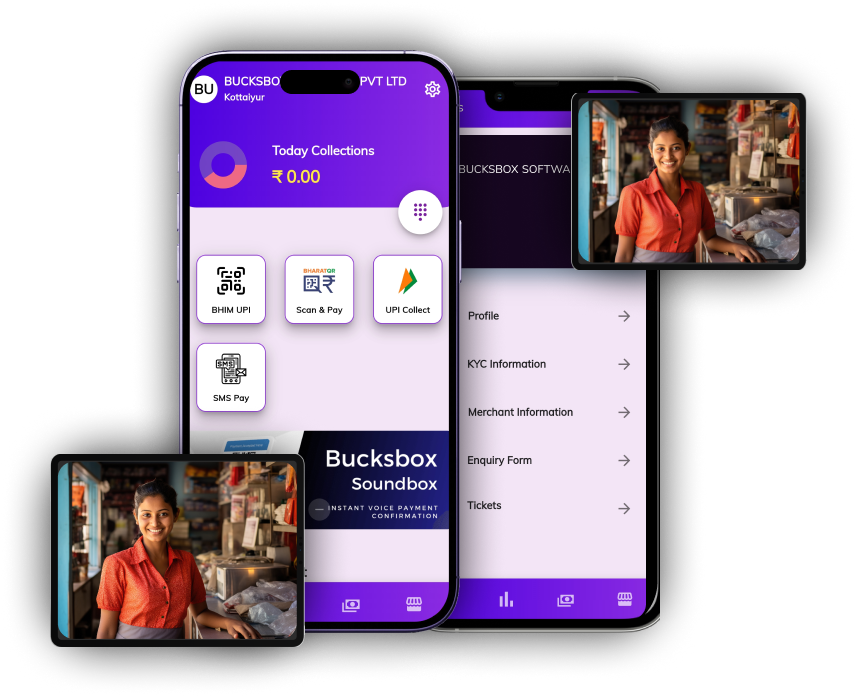 BU
BUCKSBO
PVT LTD
Kottaiyur
Today Collections
₹ 0.00
BHIM UPI
BHARATQR
Scan & Pay
UPI Collect
SMS
SMS Pay
Bucksbox
Soundbox
INSTANT VOICE PAYMENT
CONFIRMATION
s
BUCKSBOX SOFTWA
Profile
KYC Information
Merchant Information
Enquiry Form
Tickets